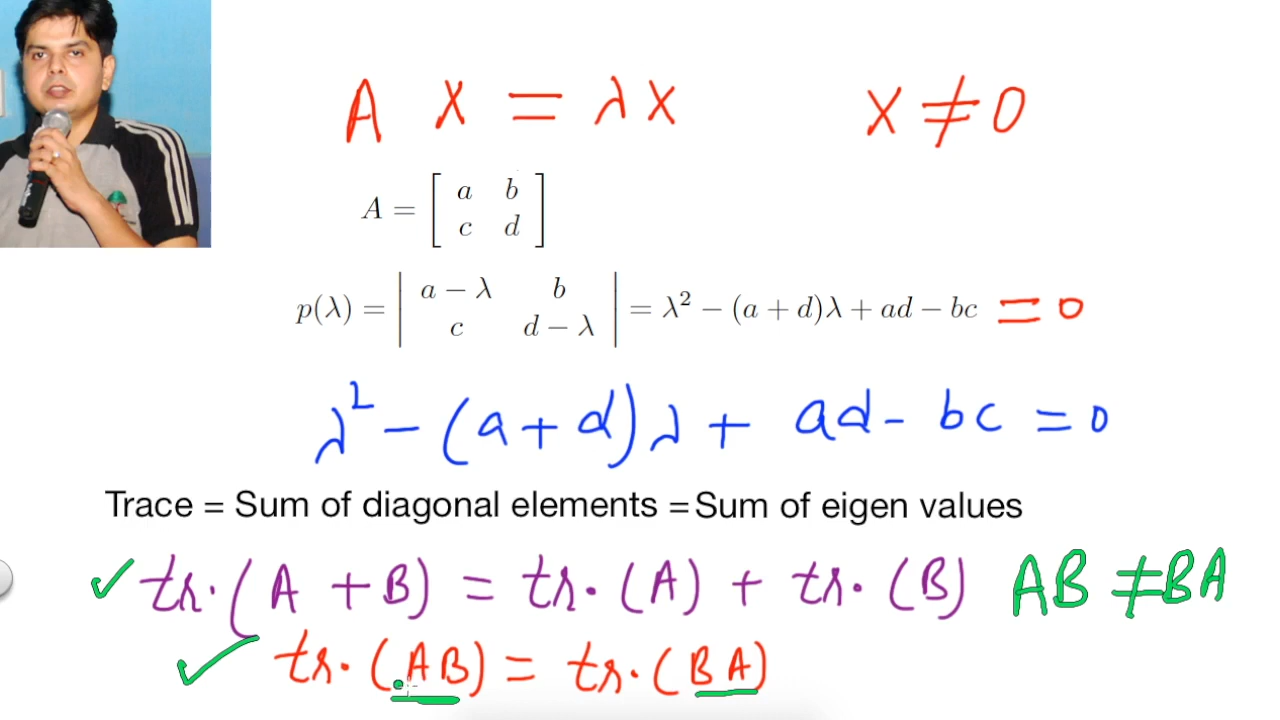 A X = λX X ≠ 0
A = [ a b
c d ]
p(λ) = | a − λ b
c d − λ | = λ² − (a + d)λ + ad − bc = 0
λ² − (a + d)λ + ad − bc = 0
Trace = Sum of diagonal elements = Sum of eigen values
✓ tr.(A + B) = tr.(A) + tr.(B) AB ≠ BA
✓ tr.(AB) = tr.(BA)